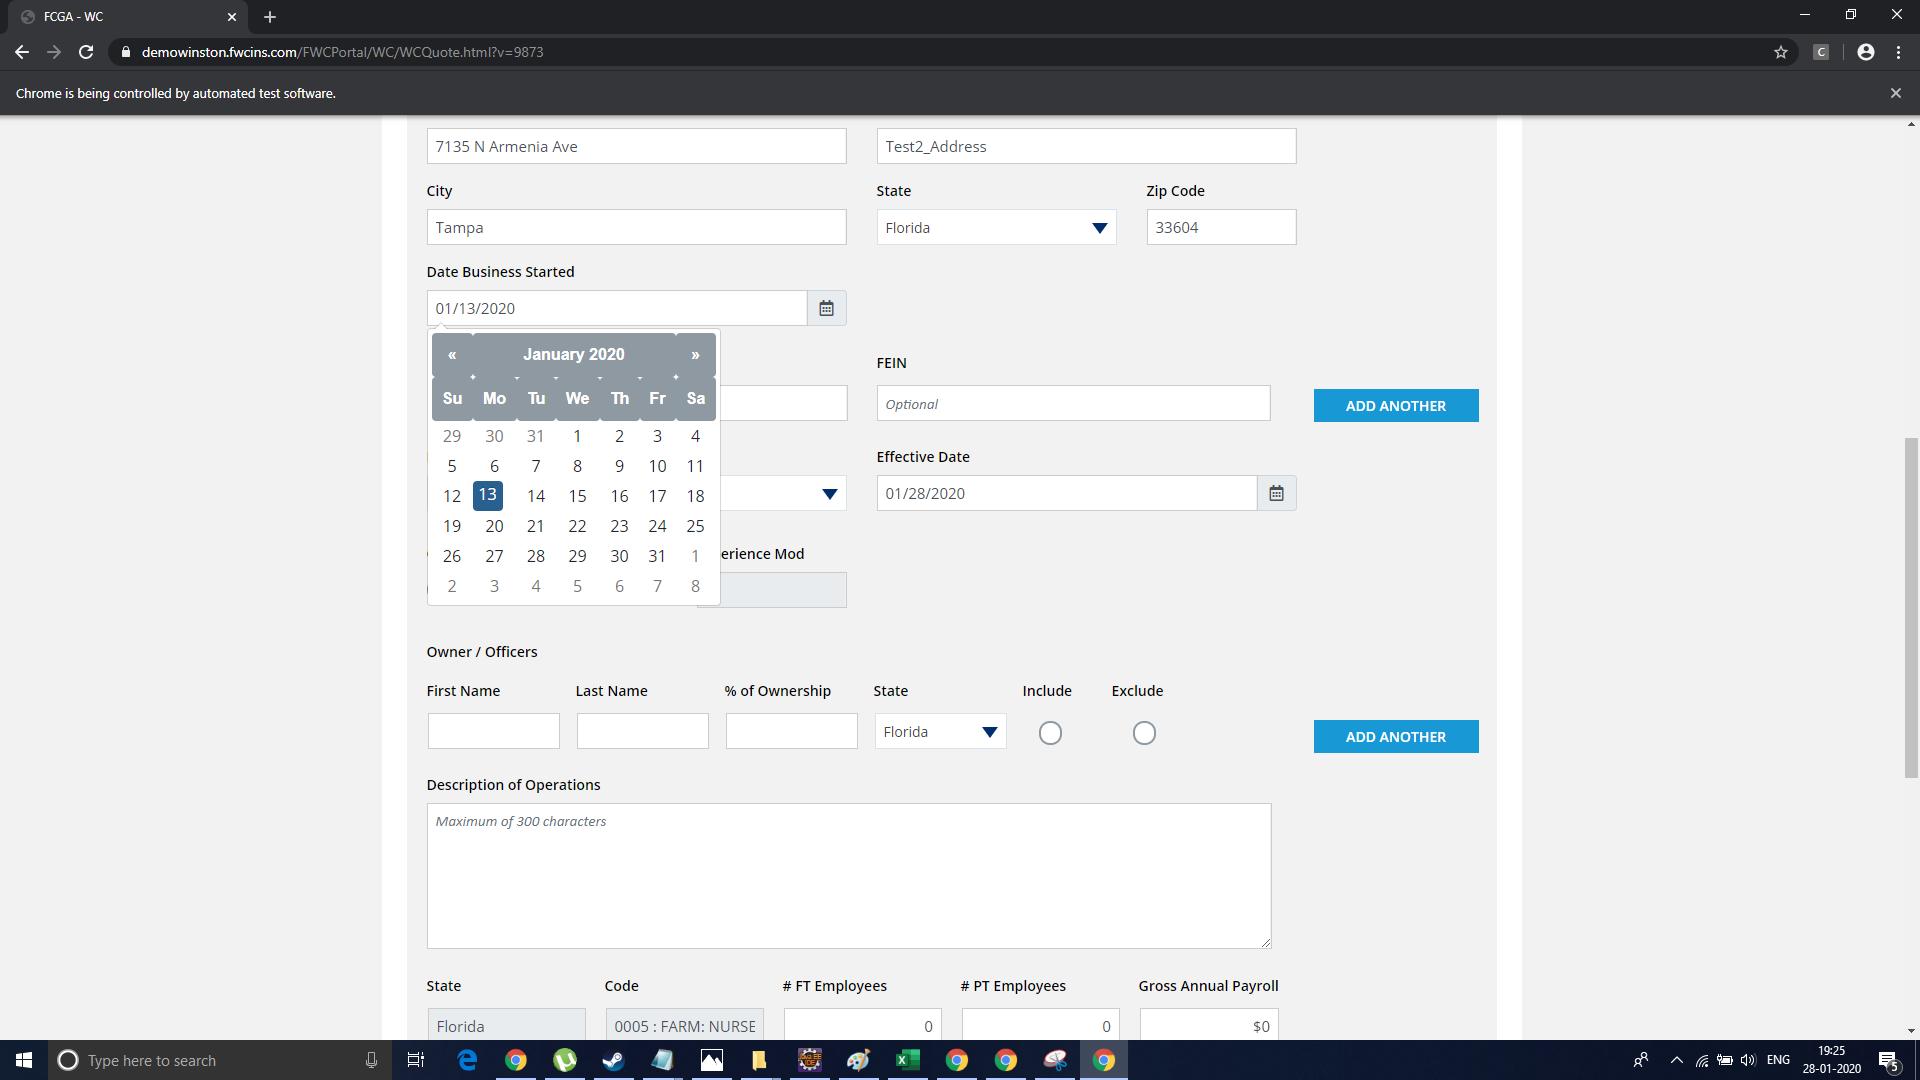 FCGA - WC
demowinston.fwcins.com/FWCPortal/WC/WCQuote.html?v=9873
C
Chrome is being controlled by automated test software.
7135 N Armenia Ave
Test2_Address
City
State
Zip Code
Tampa
Florida
33604
Date Business Started
01/13/2020
« January 2020 »
Su Mo Tu We Th Fr Sa
29 30 31 1 2 3 4
5 6 7 8 9 10 11
12 13 14 15 16 17 18
19 20 21 22 23 24 25
26 27 28 29 30 31 1
2 3 4 5 6 7 8
FEIN
Optional
ADD ANOTHER
Effective Date
01/28/2020
erience Mod
Owner / Officers
First Name
Last Name
% of Ownership
State
Include
Exclude
Florida
ADD ANOTHER
Description of Operations
Maximum of 300 characters
State
Code
# FT Employees
# PT Employees
Gross Annual Payroll
Florida
0005 : FARM: NURSE
0
0
$0
Type here to search
ENG
19:25
28-01-2020
5